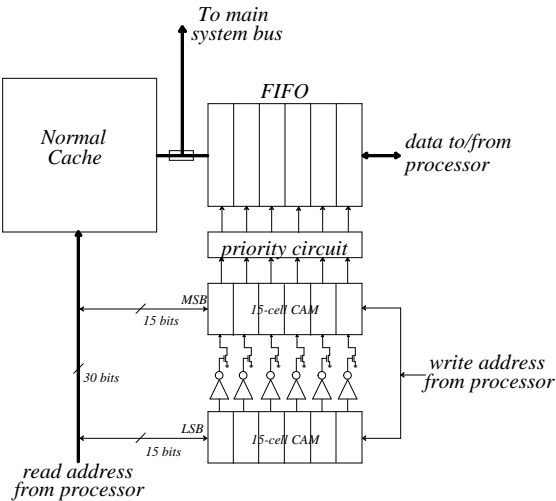 To main
system bus
FIFO
Normal
Cache
data to/from
processor
priority circuit
MSB
15-cell CAM
15 bits
write address
from processor
30 bits
LSB
15-cell CAM
15 bits
read address
from processor